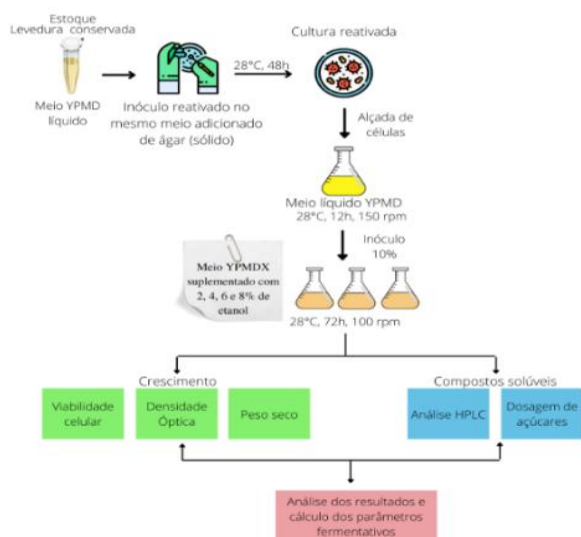 Estoque
Levedura conservada
Meio YPMD
líquido
Inóculo reativado no
mesmo meio adicionado
de ágar (sólido)
28°C, 48h
Cultura reativada
Alçada de
células
Meio líquido YPMD
28°C, 12h, 150 rpm
Inóculo
10%
Meio YPMDX
suplementado com
2, 4, 6 e 8% de
etanol
28°C, 72h, 100 rpm
Crescimento
Viabilidade
celular
Densidade
Óptica
Peso seco
Compostos solúveis
Análise HPLC
Dosagem de
açúcares
Análise dos resultados e
cálculo dos parâmetros
fermentativos